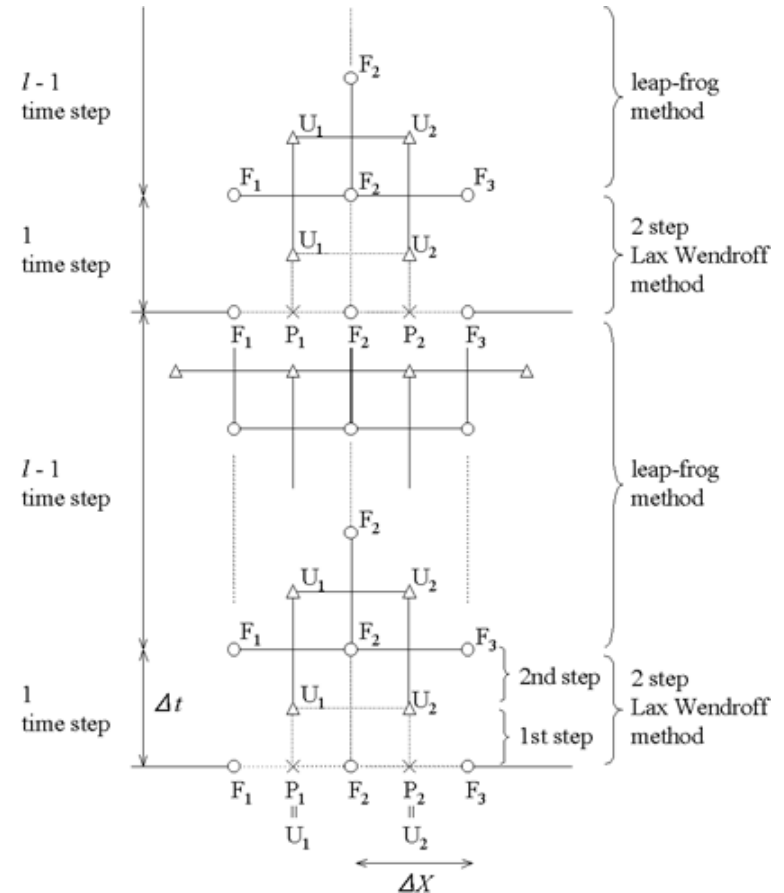 F₂
l - 1
time step
leap-frog
method
U₁ U₂
F₁ F₂ F₃
1
time step
2 step
Lax Wendroff
method
U₁ U₂
F₁ P₁ F₂ P₂ F₃
l - 1
time step
leap-frog
method
F₂
U₁ U₂
F₁ F₂ F₃
1
time step
Δt
2nd step
2 step
Lax Wendroff
method
U₁ U₂
1st step
F₁ P₁ F₂ P₂ F₃
= =
U₁ U₂
ΔX